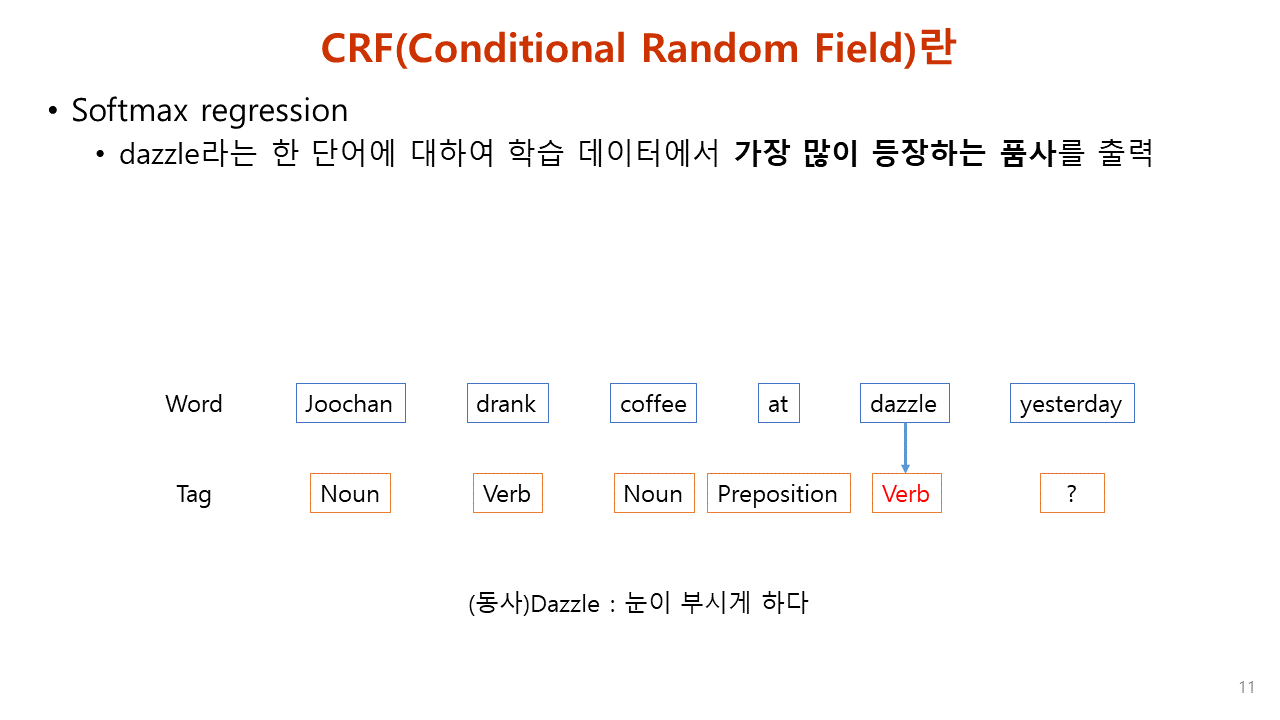 CRF(Conditional Random Field)란
• Softmax regression
• dazzle라는 한 단어에 대하여 학습 데이터에서 가장 많이 등장하는 품사를 출력
Word Joochan drank coffee at dazzle yesterday
Tag Noun Verb Noun Preposition Verb ?
(동사)Dazzle : 눈이 부시게 하다
11